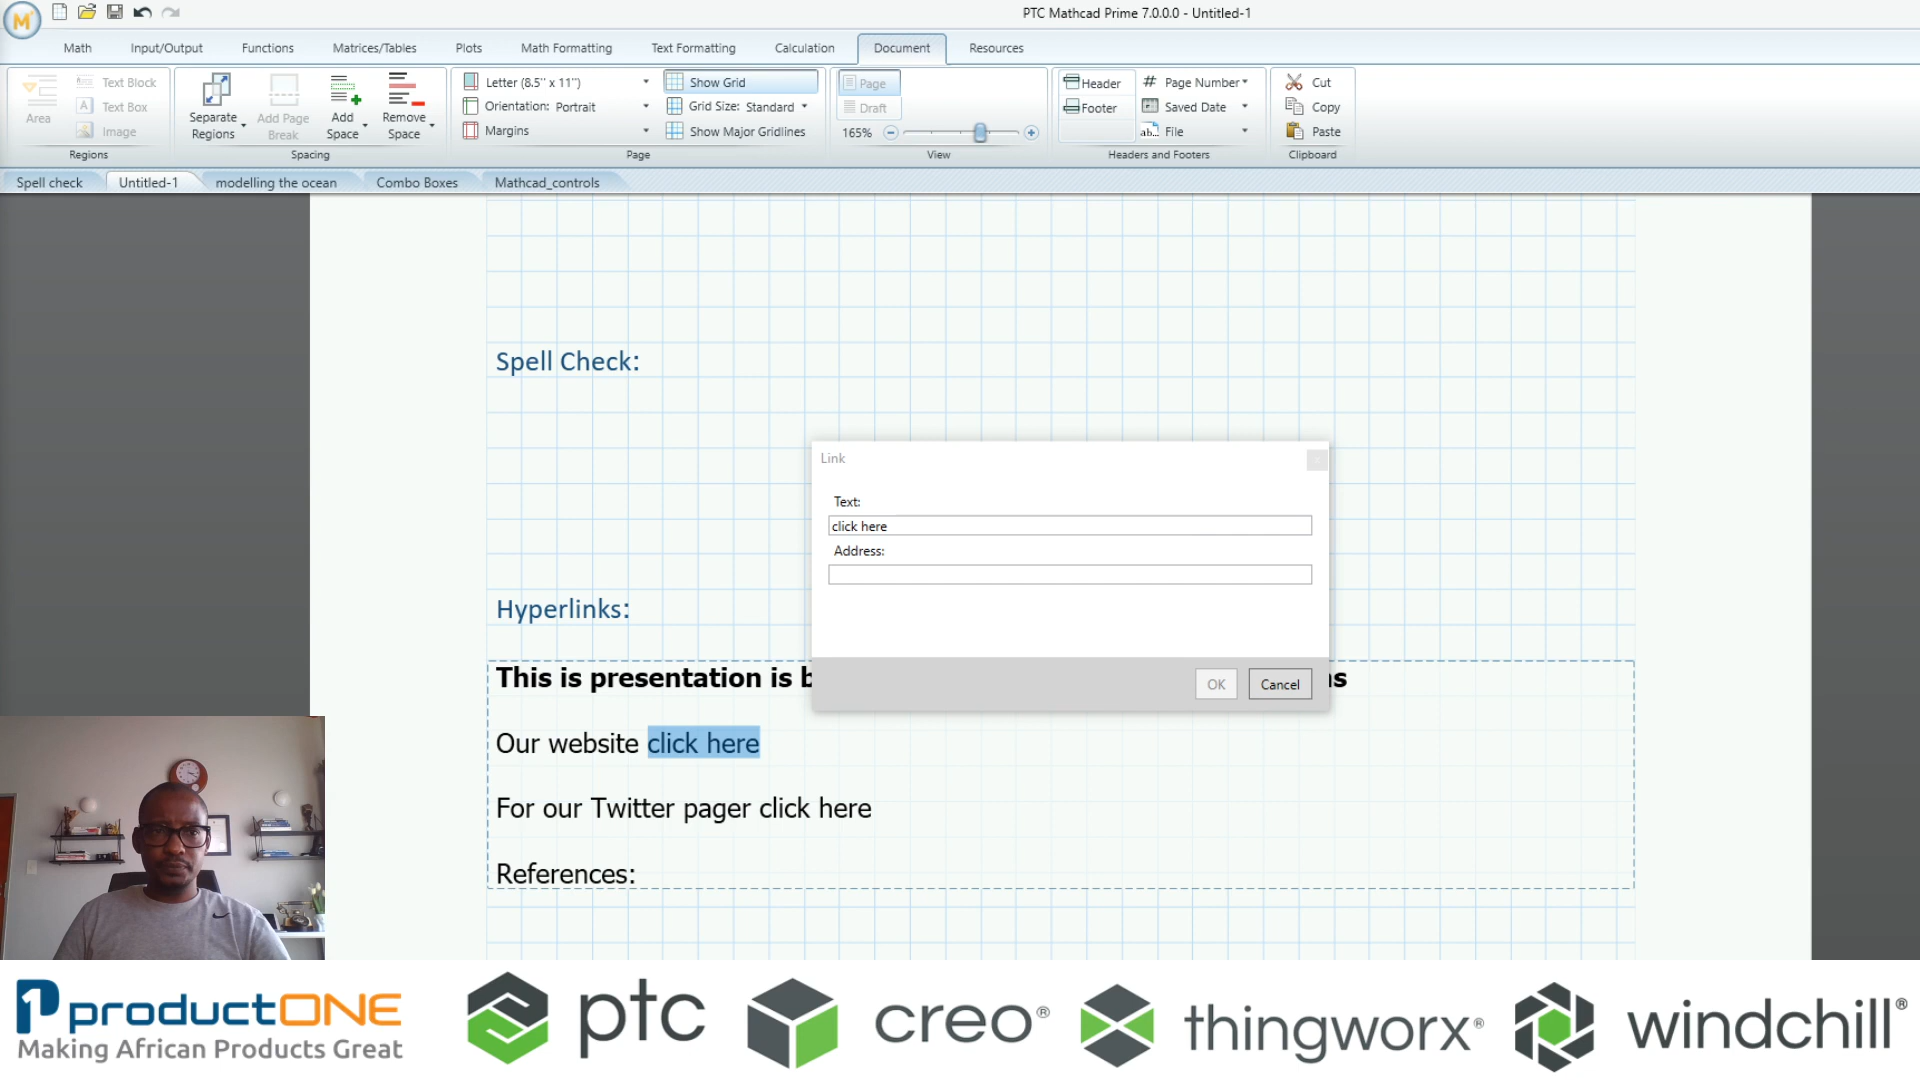 PTC Mathcad Prime 7.0.0.0 - Untitled-1
Math Input/Output Functions Matrices/Tables Plots Math Formatting Text Formatting Calculation Document Resources
Area
Text Block
Text Box
Image
Regions
Separate Regions
Add Page Break
Add Space
Remove Space
Spacing
Letter (8.5" x 11")
Orientation: Portrait
Margins
Show Grid
Grid Size: Standard
Show Major Gridlines
Page
Page
Draft
165%
View
Header
Footer
# Page Number
Saved Date
ab... File
Headers and Footers
Cut
Copy
Paste
Clipboard
Spell check Untitled-1 modelling the ocean Combo Boxes Mathcad_controls
Spell Check:
Link
Text:
click here
Address:
OK Cancel
Hyperlinks:
This is presentation is
Our website click here
For our Twitter pager click here
References:
productONE
Making African Products Great
ptc
creo®
thingworx®
windchill®